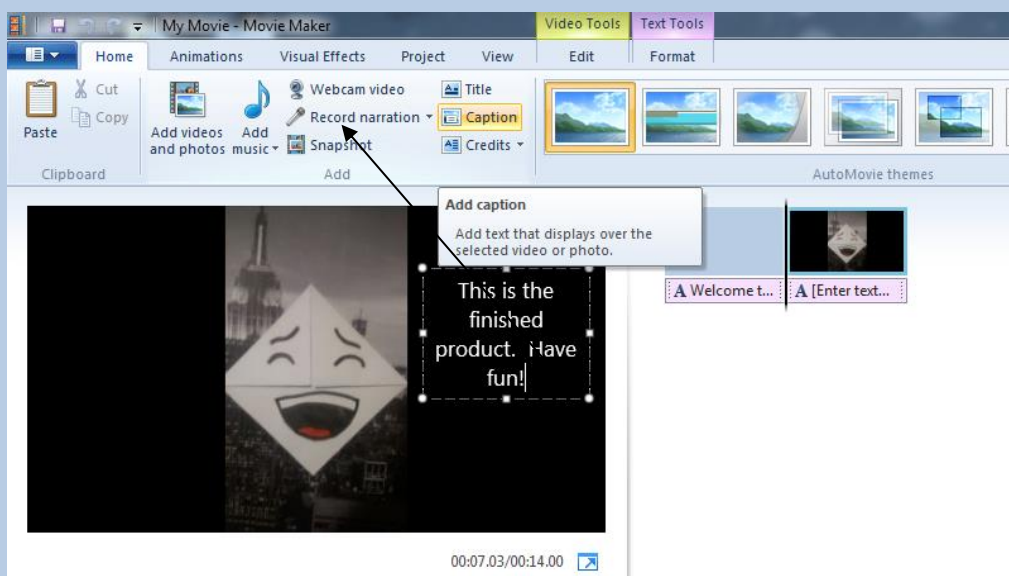 My Movie - Movie Maker
Video Tools
Text Tools
Home
Animations
Visual Effects
Project
View
Edit
Format
Paste
Cut
Copy
Clipboard
Add videos
and photos
Add
music
Webcam video
Record narration
Snapshot
Title
Caption
Credits
Add
AutoMovie themes
Add caption
Add text that displays over the
selected video or photo.
This is the
finished
product. Have
fun!
A Welcome t...
A [Enter text...
00:07.03/00:14.00